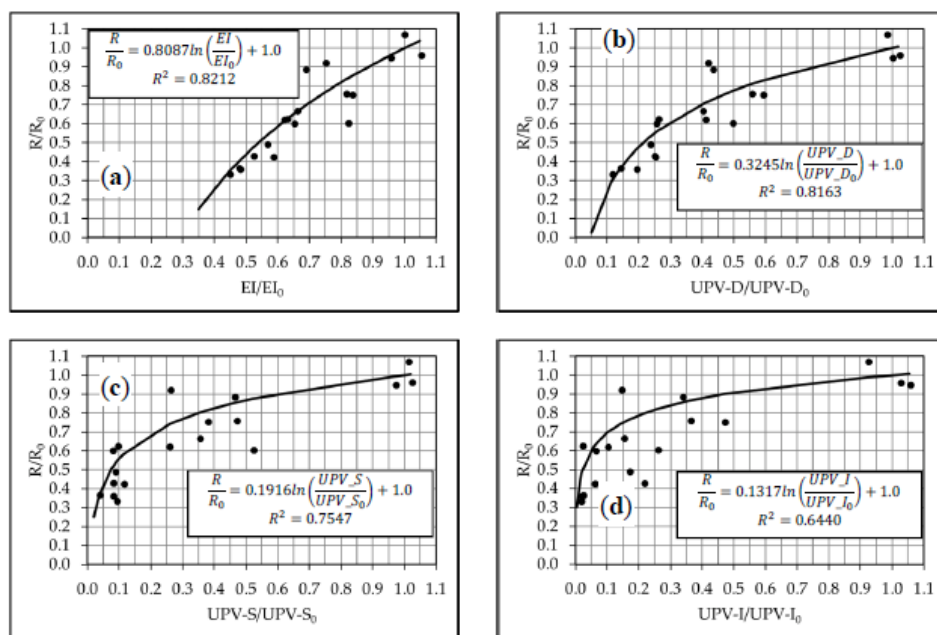 1.1
1.0
0.9
0.8
0.7
0.6
0.5
0.4
0.3
0.2
0.1
0.0
R/R₀
R/R₀ = 0.8087ln(EI/EI₀) + 1.0
R² = 0.8212
(a)
0.0 0.1 0.2 0.3 0.4 0.5 0.6 0.7 0.8 0.9 1.0 1.1
EI/EI₀
1.1
1.0
0.9
0.8
0.7
0.6
0.5
0.4
0.3
0.2
0.1
0.0
R/R₀
(b)
R/R₀ = 0.3245ln(UPV_D/UPV_D₀) + 1.0
R² = 0.8163
0.0 0.1 0.2 0.3 0.4 0.5 0.6 0.7 0.8 0.9 1.0 1.1
UPV-D/UPV-D₀
1.1
1.0
0.9
0.8
0.7
0.6
0.5
0.4
0.3
0.2
0.1
0.0
R/R₀
(c)
R/R₀ = 0.1916ln(UPV_S/UPV_S₀) + 1.0
R² = 0.7547
0.0 0.1 0.2 0.3 0.4 0.5 0.6 0.7 0.8 0.9 1.0 1.1
UPV-S/UPV-S₀
1.1
1.0
0.9
0.8
0.7
0.6
0.5
0.4
0.3
0.2
0.1
0.0
R/R₀
R/R₀ = 0.1317ln(UPV_I/UPV_I₀) + 1.0
R² = 0.6440
(d)
0.0 0.1 0.2 0.3 0.4 0.5 0.6 0.7 0.8 0.9 1.0 1.1
UPV-I/UPV-I₀